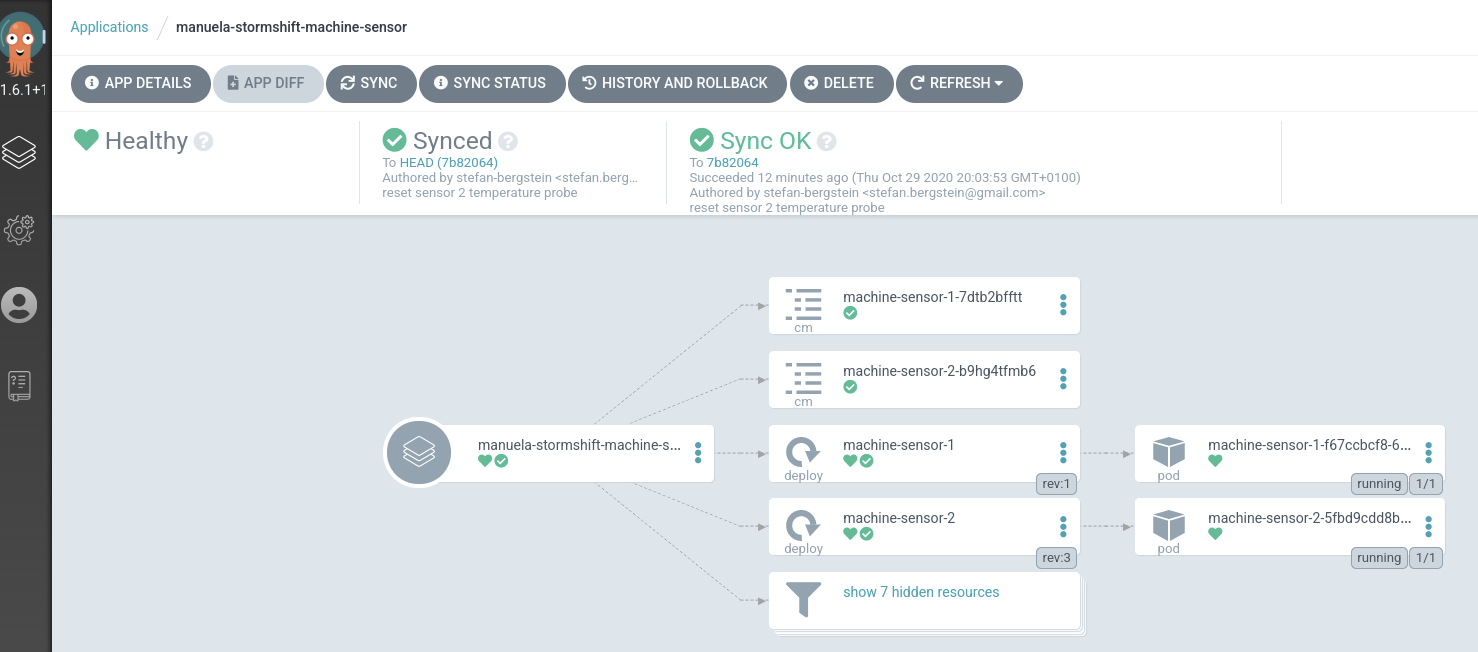 Applications / manuela-stormshift-machine-sensor
1.6.1+1
APP DETAILS APP DIFF SYNC SYNC STATUS HISTORY AND ROLLBACK DELETE REFRESH
Healthy ?
Synced ?
To HEAD (7b82064)
Authored by stefan-bergstein <stefan.berg...
reset sensor 2 temperature probe
Sync OK ?
To 7b82064
Succeeded 12 minutes ago (Thu Oct 29 2020 20:03:53 GMT+0100)
Authored by stefan-bergstein <stefan.bergstein@gmail.com>
reset sensor 2 temperature probe
manuela-stormshift-machine-s...
cm
machine-sensor-1-7dtb2bfftt
cm
machine-sensor-2-b9hg4tfmb6
deploy
machine-sensor-1
rev:1
deploy
machine-sensor-2
rev:3
show 7 hidden resources
pod
machine-sensor-1-f67ccbcf8-6...
running 1/1
pod
machine-sensor-2-5fbd9cdd8b...
running 1/1